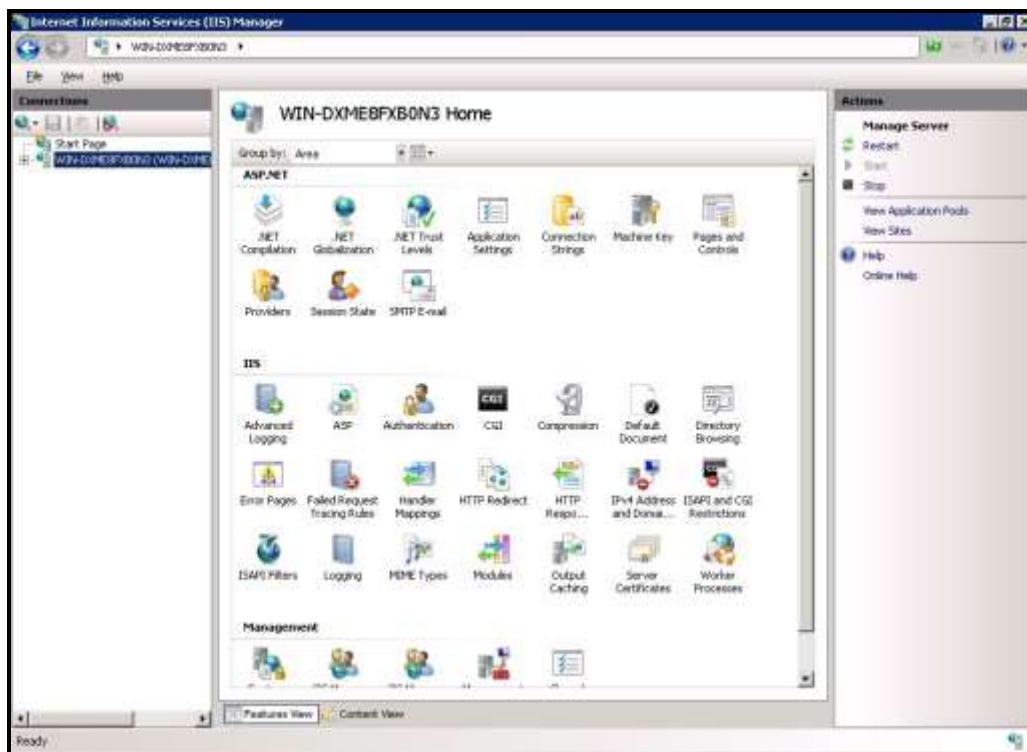 Internet Information Services (IIS) Manager
WIN-DXME8FXB0N3
File View Help
Connections
Start Page
WIN-DXME8FXB0N3 (WIN-DXME
WIN-DXME8FXB0N3 Home
Group by: Area
ASP.NET
.NET Compilation
.NET Globalization
.NET Trust Levels
Application Settings
Connection Strings
Machine Key
Pages and Controls
Providers
Session State
SMTP E-mail
IIS
Advanced Logging
ASP
Authentication
CGI
Compression
Default Document
Directory Browsing
Error Pages
Failed Request Tracing Rules
Handler Mappings
HTTP Redirect
HTTP Respo...
IPv4 Address and Domai...
ISAPI and CGI Restrictions
ISAPI Filters
Logging
MIME Types
Modules
Output Caching
Server Certificates
Worker Processes
Management
Features View
Content View
Actions
Manage Server
Restart
Start
Stop
View Application Pools
View Sites
Help
Online Help
Ready